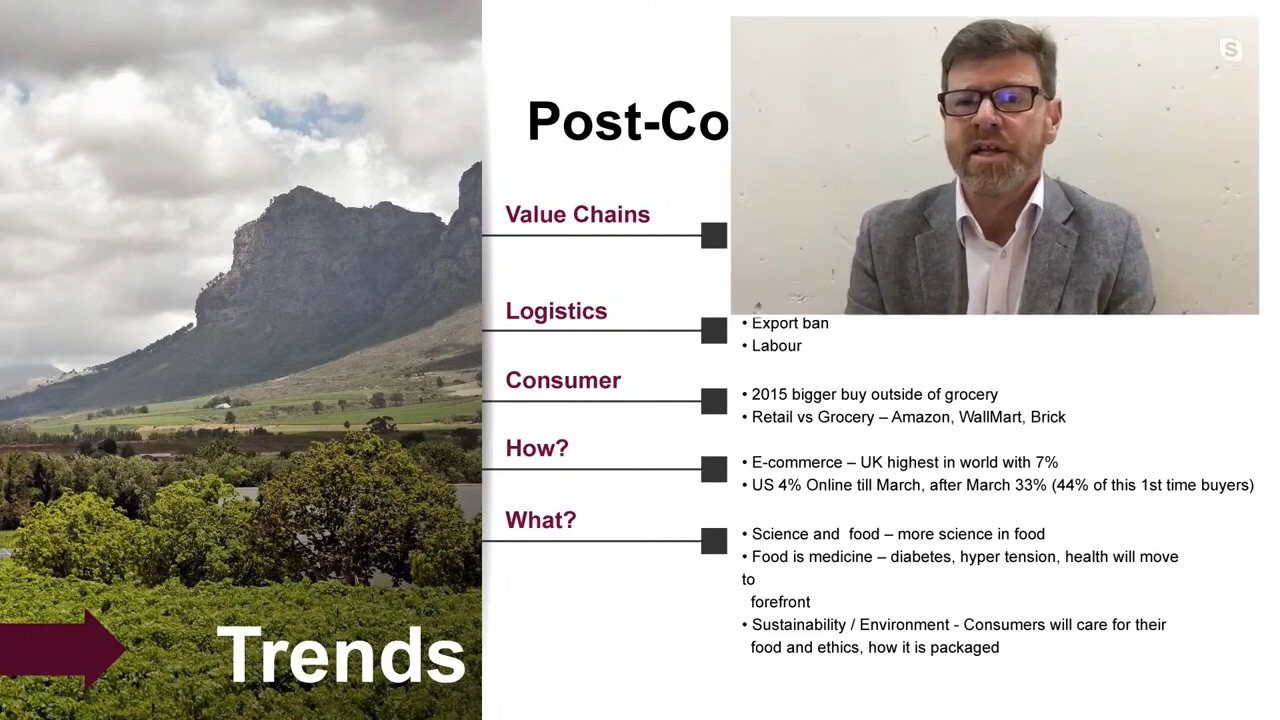 Post-Co
Value Chains
Logistics
• Export ban
• Labour
Consumer
• 2015 bigger buy outside of grocery
• Retail vs Grocery – Amazon, WallMart, Brick
How?
• E-commerce – UK highest in world with 7%
• US 4% Online till March, after March 33% (44% of this 1st time buyers)
What?
• Science and  food – more science in food
• Food is medicine – diabetes, hyper tension, health will move
to
forefront
• Sustainability / Environment - Consumers will care for their
food and ethics, how it is packaged
Trends